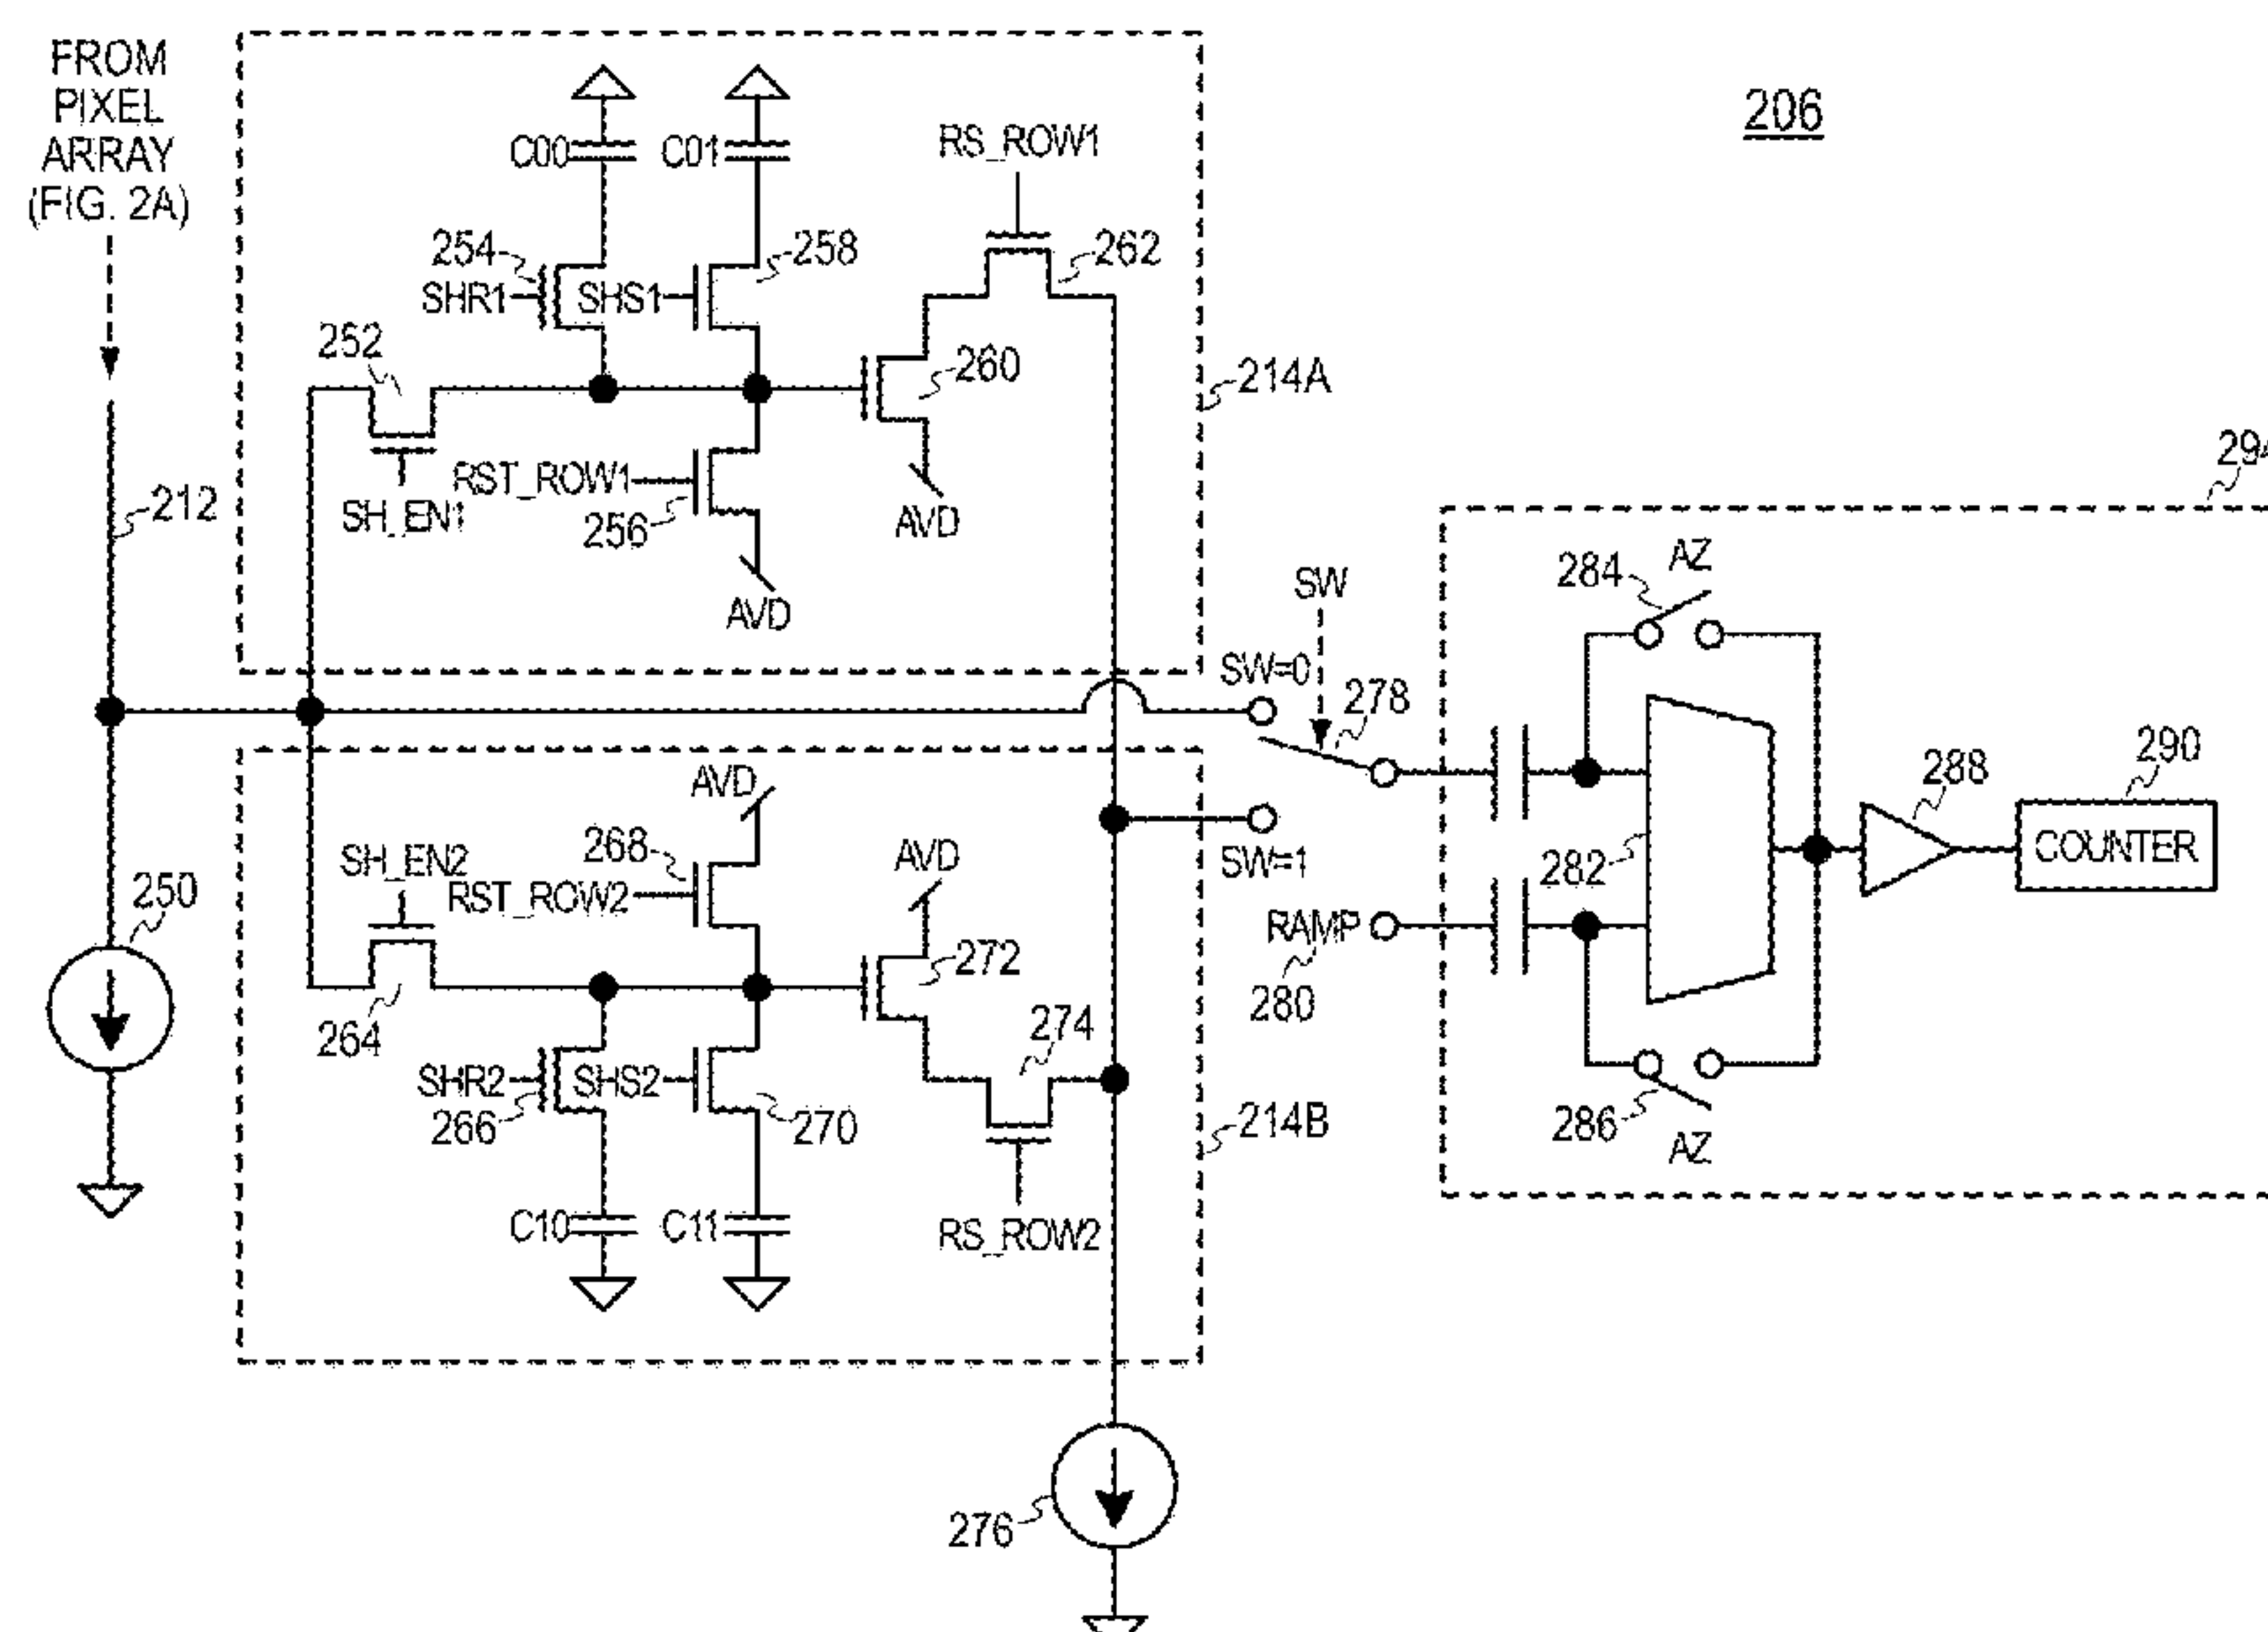 FROM
PIXEL
ARRAY
(FIG. 2A)
206
C00
C01
RS_ROW1
254
258
262
SHR1
SHS1
252
260
214A
SH_EN1
RST_ROW1
256
AVD
AVD
212
294
284
AZ
SW
SW=0
278
AVD
268
AVD
SH_EN2
RST_ROW2
SW=1
282
288
290
COUNTER
250
272
RAMP
280
264
274
SHR2
SHS2
266
270
214B
286
AZ
C10
C11
RS_ROW2
276